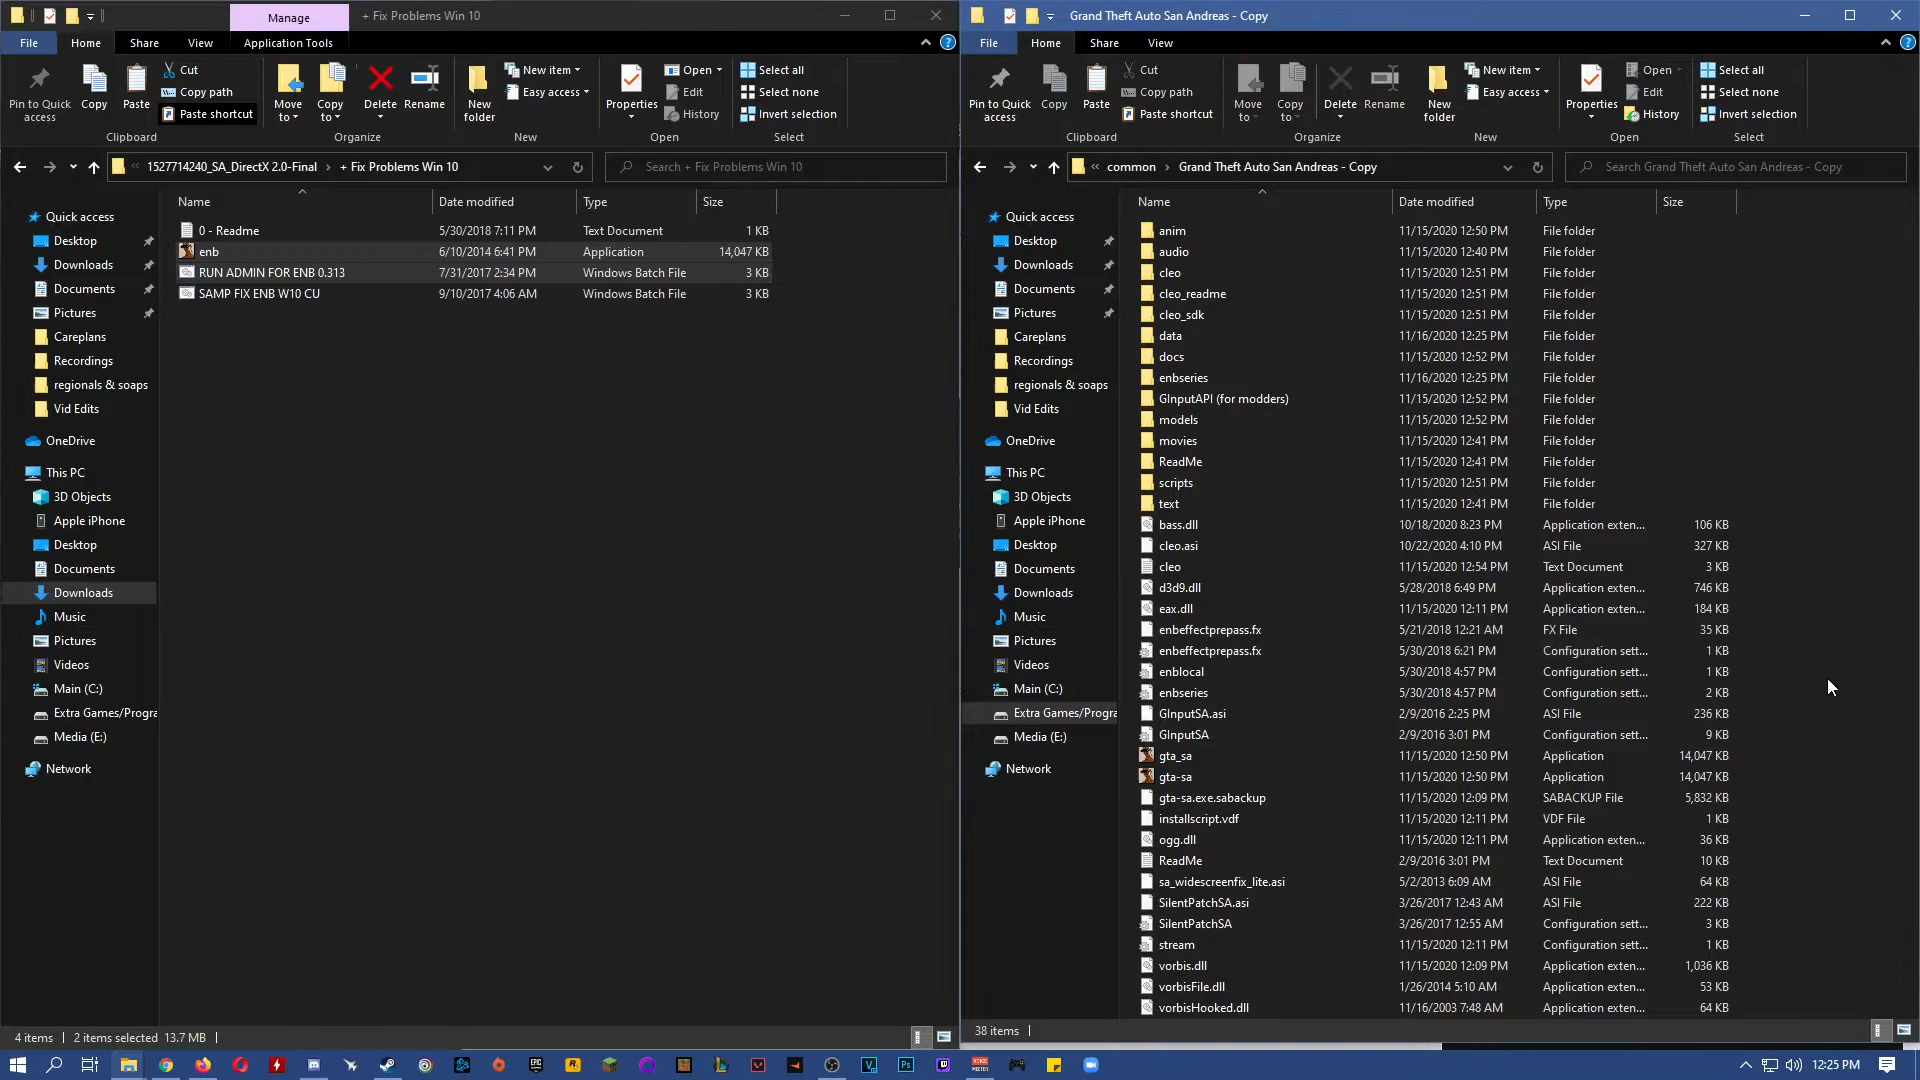 Manage
+ Fix Problems Win 10
File
Home
Share
View
Application Tools
Pin to Quick access
Copy
Paste
Cut
Copy path
Paste shortcut
Clipboard
Move to
Copy to
Delete
Rename
Organize
New folder
New item
Easy access
New
Properties
Open
Edit
History
Open
Select all
Select none
Invert selection
Select
1527714240_SA_DirectX 2.0-Final > + Fix Problems Win 10
Search + Fix Problems Win 10
Name Date modified Type Size
0 - Readme 5/30/2018 7:11 PM Text Document 1 KB
enb 6/10/2014 6:41 PM Application 14,047 KB
RUN ADMIN FOR ENB 0.313 7/31/2017 2:34 PM Windows Batch File 3 KB
SAMP FIX ENB W10 CU 9/10/2017 4:06 AM Windows Batch File 3 KB
Quick access
Desktop
Downloads
Documents
Pictures
Careplans
Recordings
regionals & soaps
Vid Edits
OneDrive
This PC
3D Objects
Apple iPhone
Desktop
Documents
Downloads
Music
Pictures
Videos
Main (C:)
Extra Games/Progra
Media (E:)
Network
4 items 2 items selected 13.7 MB
Grand Theft Auto San Andreas - Copy
File
Home
Share
View
Pin to Quick access
Copy
Paste
Cut
Copy path
Paste shortcut
Clipboard
Move to
Copy to
Delete
Rename
Organize
New folder
New item
Easy access
New
Properties
Open
Edit
History
Open
Select all
Select none
Invert selection
Select
common > Grand Theft Auto San Andreas - Copy
Search Grand Theft Auto San Andreas - Copy
Quick access
Desktop
Downloads
Documents
Pictures
Careplans
Recordings
regionals & soaps
Vid Edits
OneDrive
This PC
3D Objects
Apple iPhone
Desktop
Documents
Downloads
Music
Pictures
Videos
Main (C:)
Extra Games/Progra
Media (E:)
Network
Name Date modified Type Size
anim 11/15/2020 12:50 PM File folder
audio 11/15/2020 12:40 PM File folder
cleo 11/15/2020 12:51 PM File folder
cleo_readme 11/15/2020 12:51 PM File folder
cleo_sdk 11/15/2020 12:51 PM File folder
data 11/16/2020 12:25 PM File folder
docs 11/15/2020 12:52 PM File folder
enbseries 11/16/2020 12:25 PM File folder
GInputAPI (for modders) 11/15/2020 12:52 PM File folder
models 11/15/2020 12:52 PM File folder
movies 11/15/2020 12:41 PM File folder
ReadMe 11/15/2020 12:41 PM File folder
scripts 11/15/2020 12:51 PM File folder
text 11/15/2020 12:41 PM File folder
bass.dll 10/18/2020 8:23 PM Application exten... 106 KB
cleo.asi 10/22/2020 4:10 PM ASI File 327 KB
cleo 11/15/2020 12:54 PM Text Document 3 KB
d3d9.dll 5/28/2018 6:49 PM Application exten... 746 KB
eax.dll 11/15/2020 12:11 PM Application exten... 184 KB
enbeffectprepass.fx 5/21/2018 12:21 AM FX File 35 KB
enbeffectprepass.fx 5/30/2018 6:21 PM Configuration sett... 1 KB
enblocal 5/30/2018 4:57 PM Configuration sett... 1 KB
enbseries 5/30/2018 4:57 PM Configuration sett... 2 KB
GInputSA.asi 2/9/2016 2:25 PM ASI File 236 KB
GInputSA 2/9/2016 3:01 PM Configuration sett... 9 KB
gta_sa 11/15/2020 12:50 PM Application 14,047 KB
gta-sa 11/15/2020 12:50 PM Application 14,047 KB
gta-sa.exe.sabackup 11/15/2020 12:09 PM SABACKUP File 5,832 KB
installscript.vdf 11/15/2020 12:11 PM VDF File 1 KB
ogg.dll 11/15/2020 12:11 PM Application exten... 36 KB
ReadMe 2/9/2016 3:01 PM Text Document 10 KB
sa_widescreenfix_lite.asi 5/2/2013 6:09 AM ASI File 64 KB
SilentPatchSA.asi 3/26/2017 12:43 AM ASI File 222 KB
SilentPatchSA 3/26/2017 12:55 AM Configuration sett... 3 KB
stream 11/15/2020 12:11 PM Configuration sett... 1 KB
vorbis.dll 11/15/2020 12:09 PM Application exten... 1,036 KB
vorbisFile.dll 1/26/2014 5:10 AM Application exten... 53 KB
vorbisHooked.dll 11/16/2003 7:48 AM Application exten... 64 KB
38 items
12:25 PM